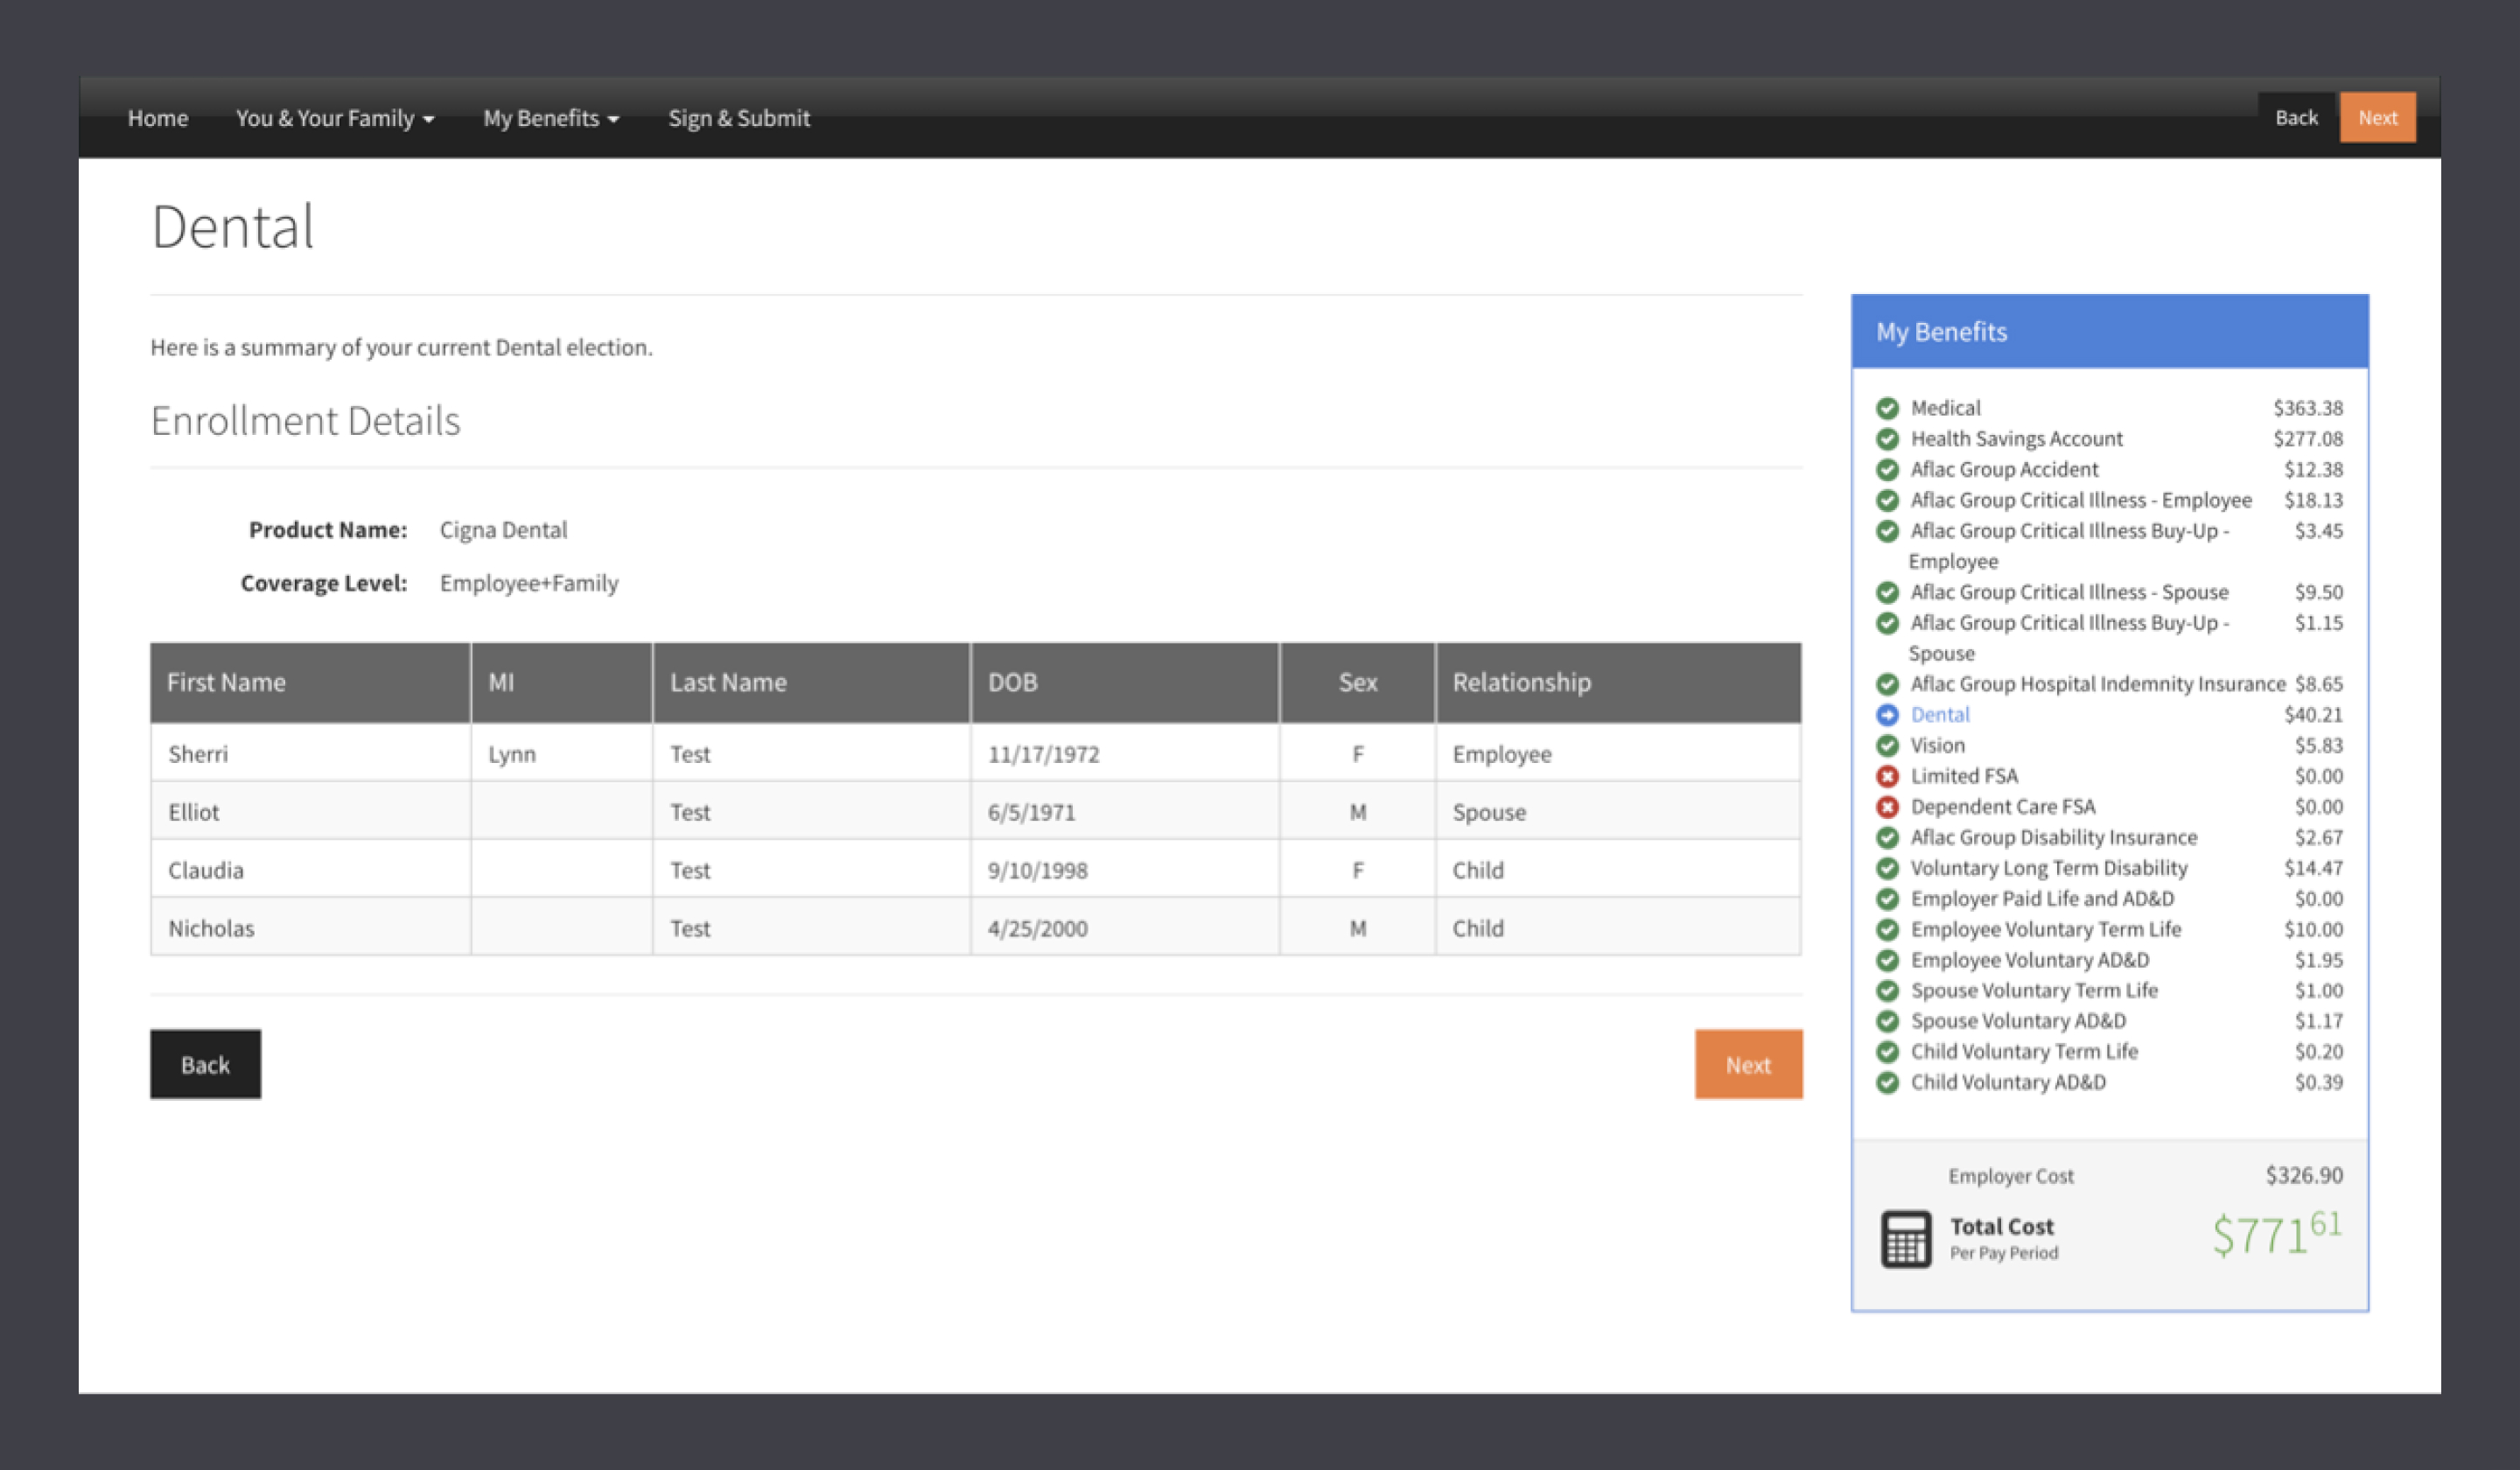 Home You & Your Family My Benefits Sign & Submit Back Next
Dental
Here is a summary of your current Dental election.
Enrollment Details
Product Name: Cigna Dental
Coverage Level: Employee+Family
First Name MI Last Name DOB Sex Relationship
Sherri Lynn Test 11/17/1972 F Employee
Elliot Test 6/5/1971 M Spouse
Claudia Test 9/10/1998 F Child
Nicholas Test 4/25/2000 M Child
Back Next
My Benefits
Medical $363.38
Health Savings Account $277.08
Aflac Group Accident $12.38
Aflac Group Critical Illness - Employee $18.13
Aflac Group Critical Illness Buy-Up - $3.45
Employee
Aflac Group Critical Illness - Spouse $9.50
Aflac Group Critical Illness Buy-Up - $1.15
Spouse
Aflac Group Hospital Indemnity Insurance $8.65
Dental $40.21
Vision $5.83
Limited FSA $0.00
Dependent Care FSA $0.00
Aflac Group Disability Insurance $2.67
Voluntary Long Term Disability $14.47
Employer Paid Life and AD&D $0.00
Employee Voluntary Term Life $10.00
Employee Voluntary AD&D $1.95
Spouse Voluntary Term Life $1.00
Spouse Voluntary AD&D $1.17
Child Voluntary Term Life $0.20
Child Voluntary AD&D $0.39
Employer Cost $326.90
Total Cost $771 61
Per Pay Period